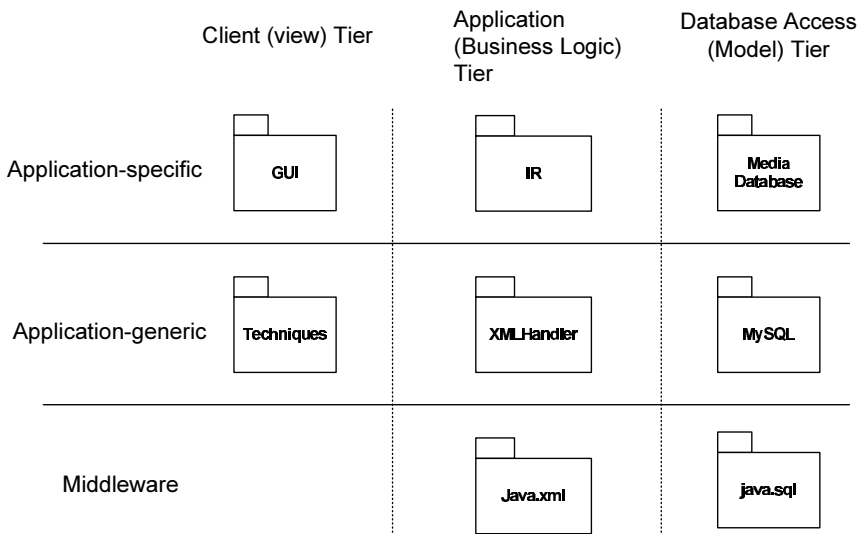 Client (view) Tier
Application
(Business Logic)
Tier
Database Access
(Model) Tier
Application-specific
GUI
IR
Media
Database
Application-generic
Techniques
XMLHandler
MySQL
Middleware
Java.xml
java.sql